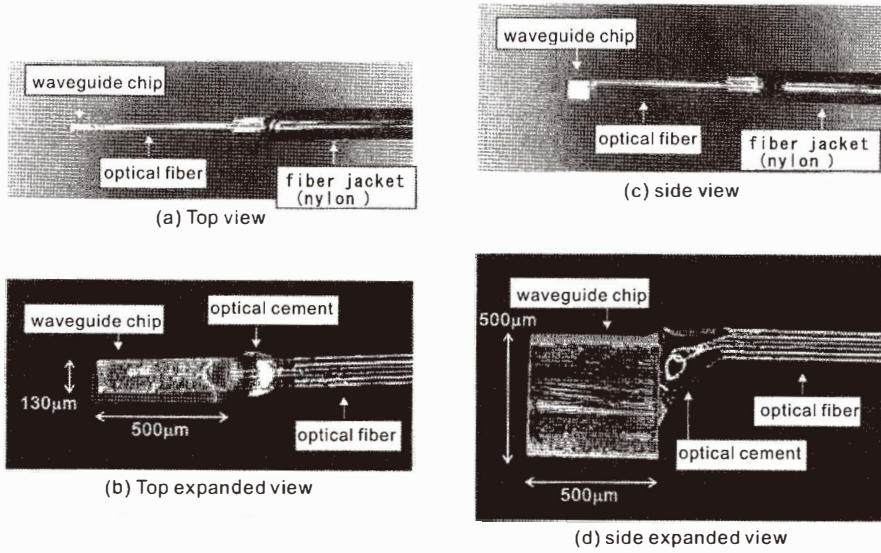 waveguide chip
optical fiber
fiber jacket
(nylon )
(a) Top view
waveguide chip
optical fiber
fiber jacket
(nylon )
(c) side view
waveguide chip
optical cement
130μm
500μm
optical fiber
(b) Top expanded view
waveguide chip
500μm
optical fiber
optical cement
500μm
(d) side expanded view